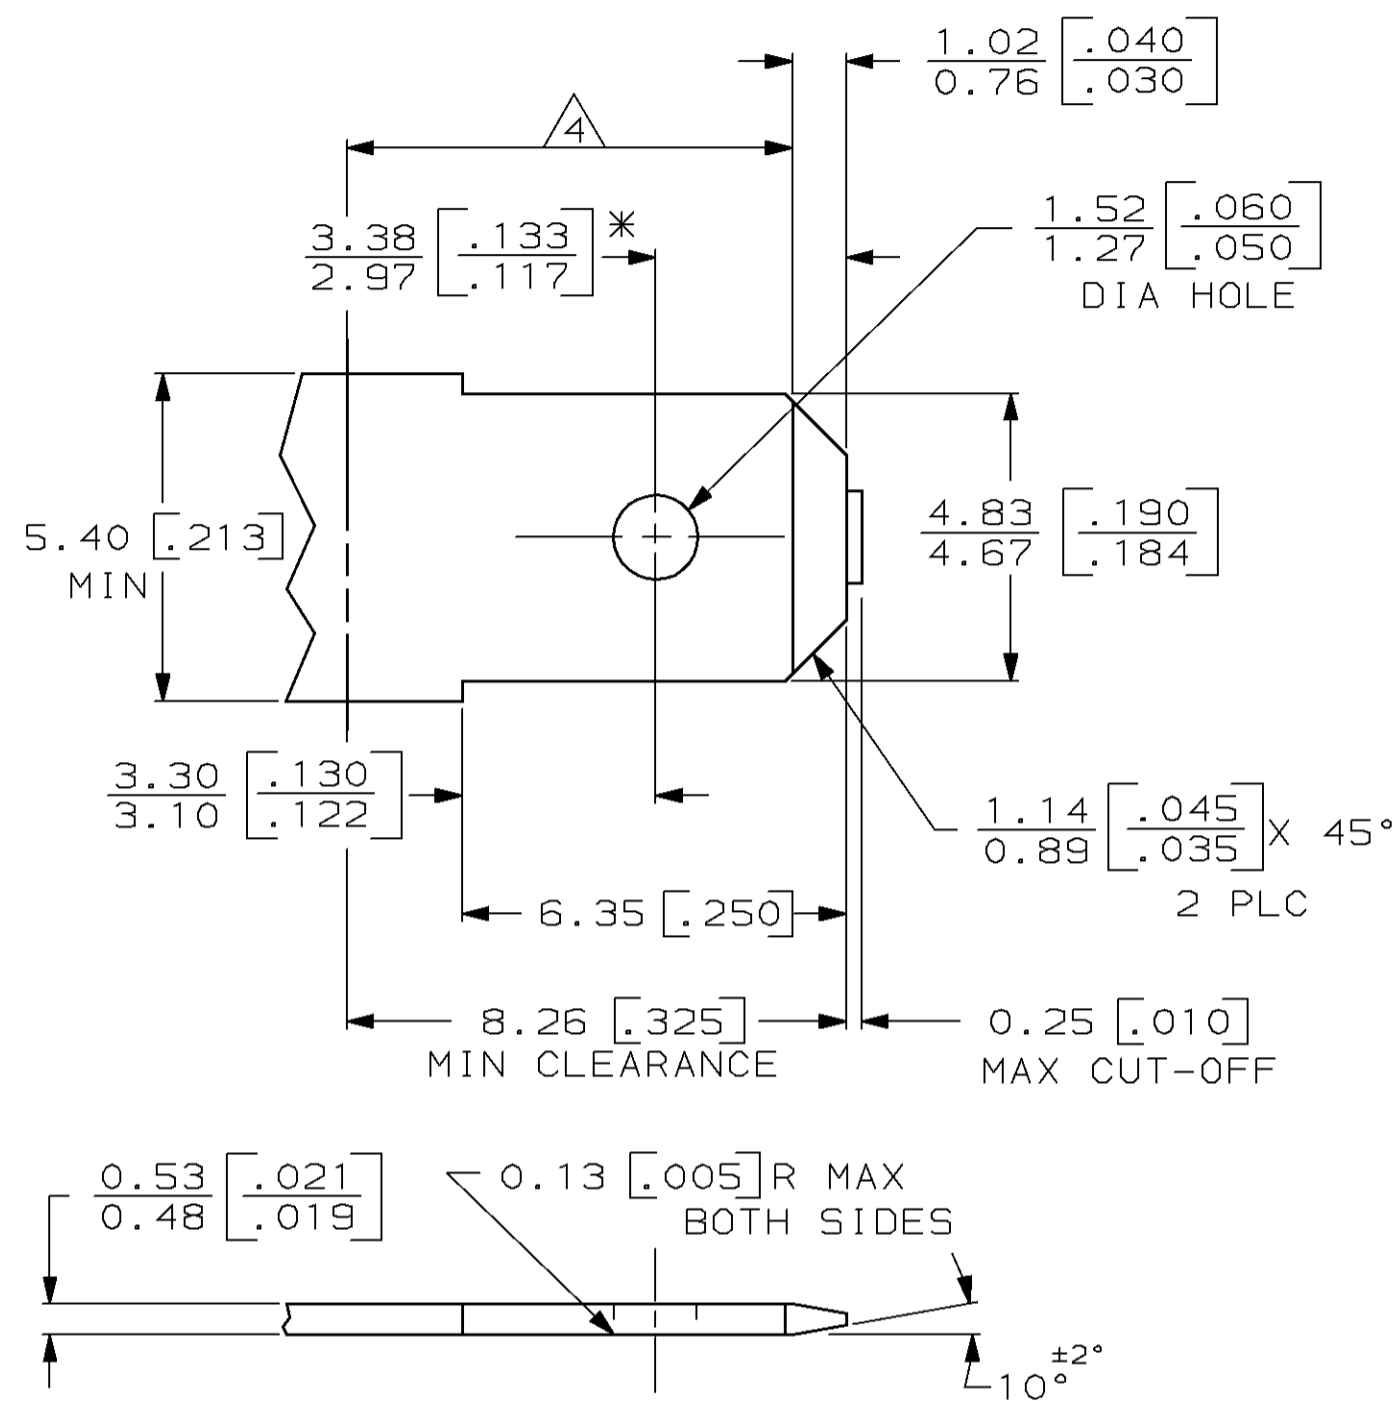 1.02 [.040]
0.76 [.030]
4
3.38 [.133] *
2.97 [.117]
1.52 [.060]
1.27 [.050]
DIA HOLE
5.40 [.213]
MIN
4.83 [.190]
4.67 [.184]
3.30 [.130]
3.10 [.122]
1.14 [.045] X 45°
0.89 [.035]
2 PLC
6.35 [.250]
8.26 [.325]
MIN CLEARANCE
0.25 [.010]
MAX CUT-OFF
0.53 [.021]
0.48 [.019]
0.13 [.005] R MAX
BOTH SIDES
10° ±2°